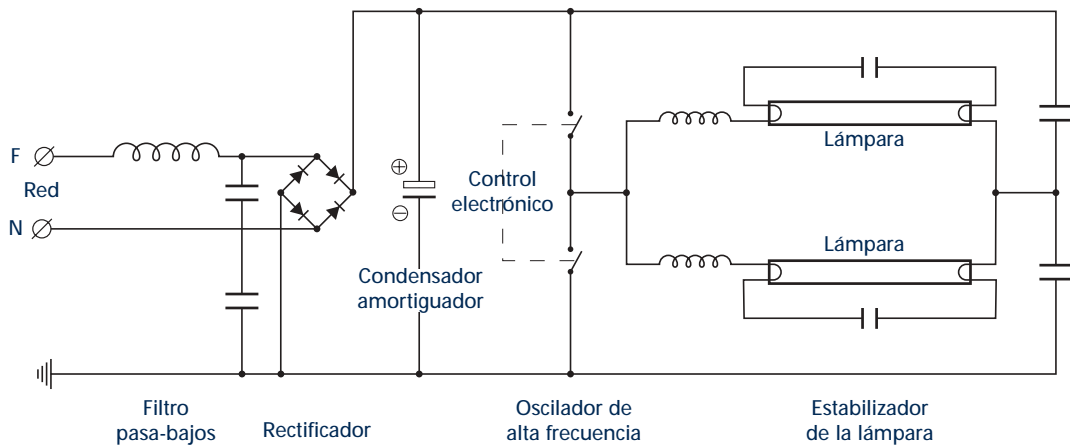 F
Red
N
Control
electrónico
Condensador
amortiguador
Lámpara
Lámpara
Filtro
pasa-bajos
Rectificador
Oscilador de
alta frecuencia
Estabilizador
de la lámpara